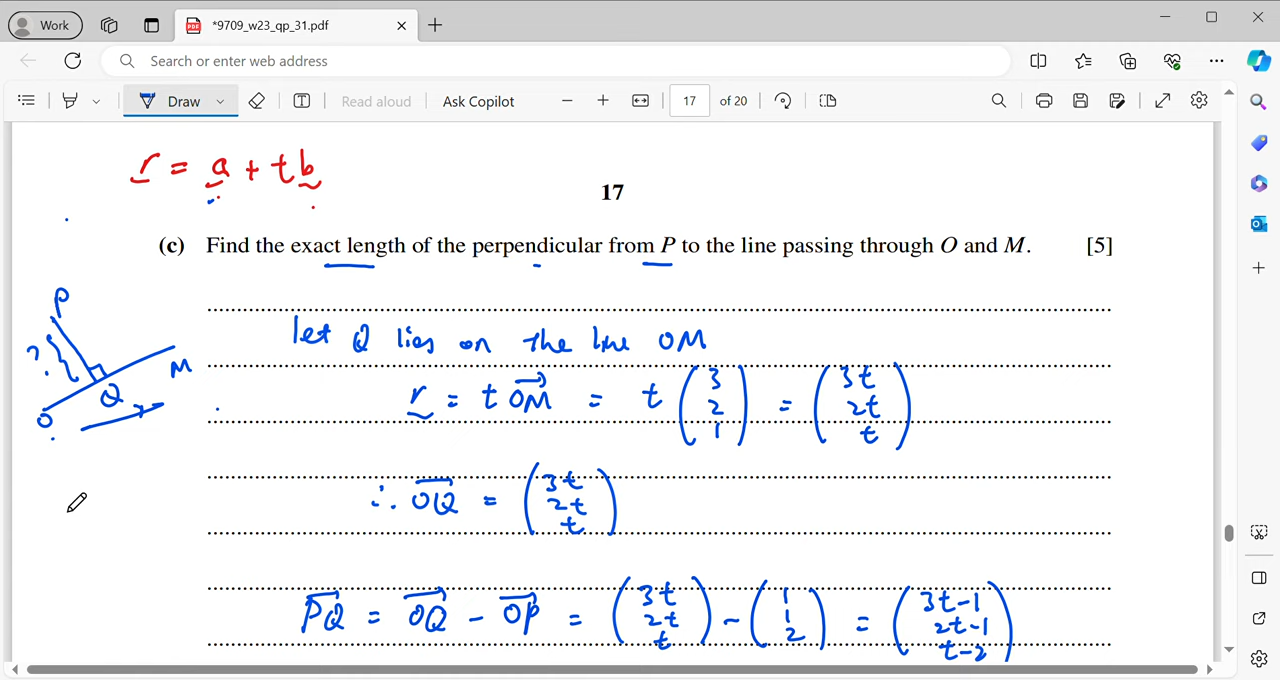 Work
*9709_w23_qp_31.pdf
Search or enter web address
Draw
Read aloud
Ask Copilot
17
of 20
r = a + t b
17
(c) Find the exact length of the perpendicular from P to the line passing through O and M. [5]
P
?
M
Q
O
let Q lies on the line OM
r = t OM = t ( 3 2 1 ) = ( 3t 2t t )
∴ OQ = ( 3t 2t t )
PQ = OQ - OP = ( 3t 2t t ) - ( 1 1 2 ) = ( 3t-1 2t-1 t-2 )